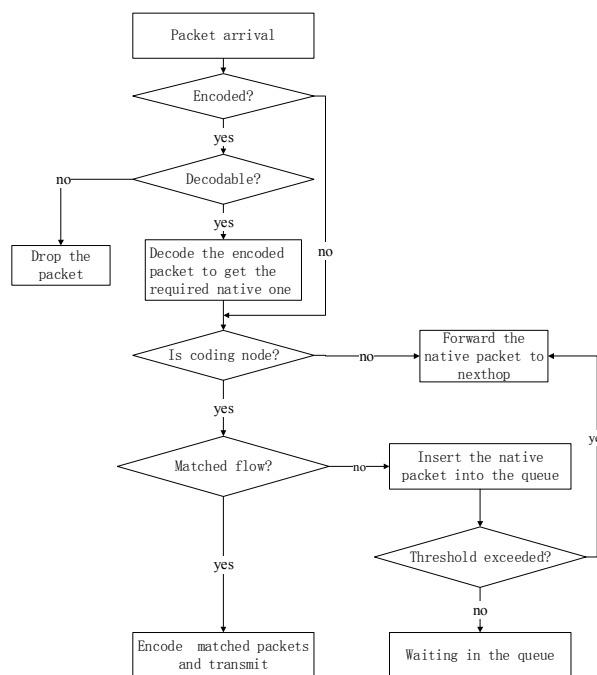 Packet arrival
Encoded?
yes
Decodable?
no
yes
no
Drop the
packet
Decode the encoded
packet to get the
required native one
Is coding node?
no
Forward the
native packet to
nexthop
yes
Matched flow?
no
Insert the native
packet into the queue
yes
Threshold exceeded?
no
Encode matched packets
and transmit
Waiting in the queue